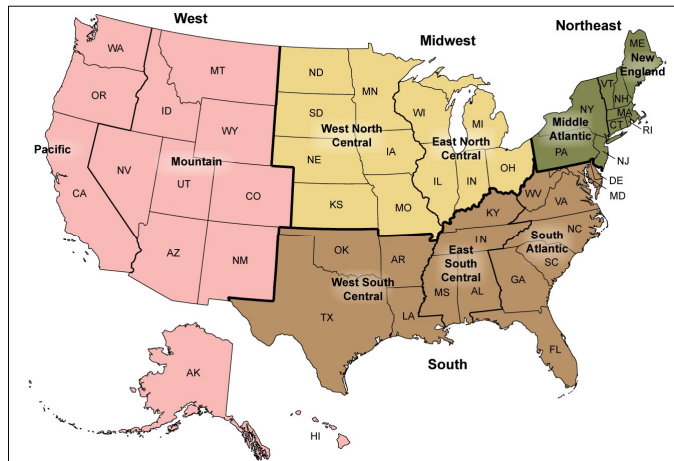 West
Midwest
Northeast
WA
MT
OR
ID
WY
Pacific
Mountain
NV
UT
CO
CA
AZ
NM
AK
HI
ND
MN
SD
West North
Central
NE
IA
KS
MO
WI
MI
East North
Central
IL
IN
OH
ME
New
England
VT
NH
NY
MA
CT
RI
Middle
Atlantic
PA
NJ
DE
MD
WV
VA
KY
IN
NC
South
Atlantic
SC
East
South
Central
MS
AL
GA
FL
OK
AR
West South
Central
TX
LA
South